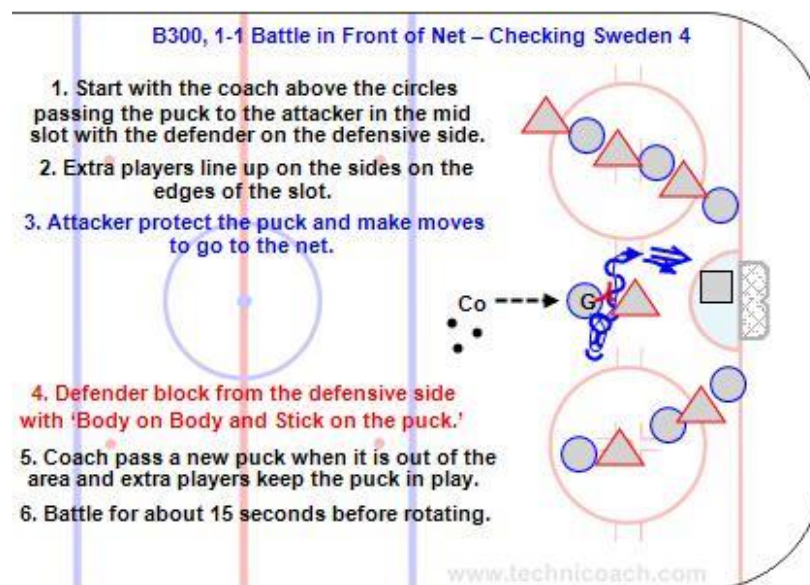 B300, 1-1 Battle in Front of Net – Checking Sweden 4
1. Start with the coach above the circles
passing the puck to the attacker in the mid
slot with the defender on the defensive side.
2. Extra players line up on the sides on the
edges of the slot.
3. Attacker protect the puck and make moves
to go to the net.
Co
G
4. Defender block from the defensive side
with ‘Body on Body and Stick on the puck.’
5. Coach pass a new puck when it is out of the
area and extra players keep the puck in play.
6. Battle for about 15 seconds before rotating.
www.technicoach.com